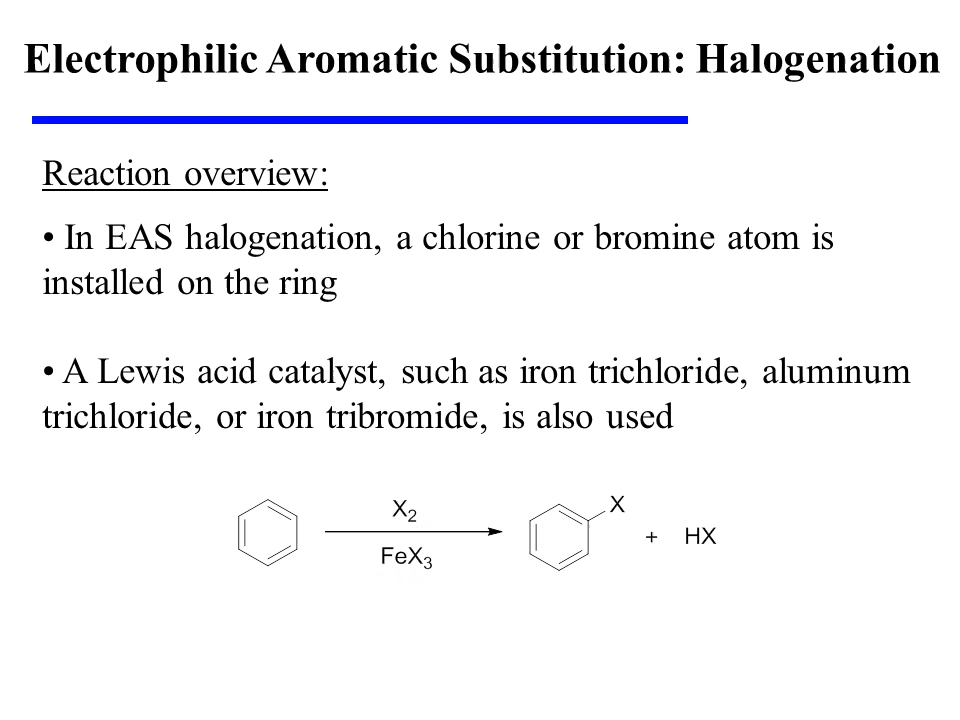 Electrophilic Aromatic Substitution: Halogenation
Reaction overview:
• In EAS halogenation, a chlorine or bromine atom is
installed on the ring
• A Lewis acid catalyst, such as iron trichloride, aluminum
trichloride, or iron tribromide, is also used
X₂
FeX₃
X
+ HX